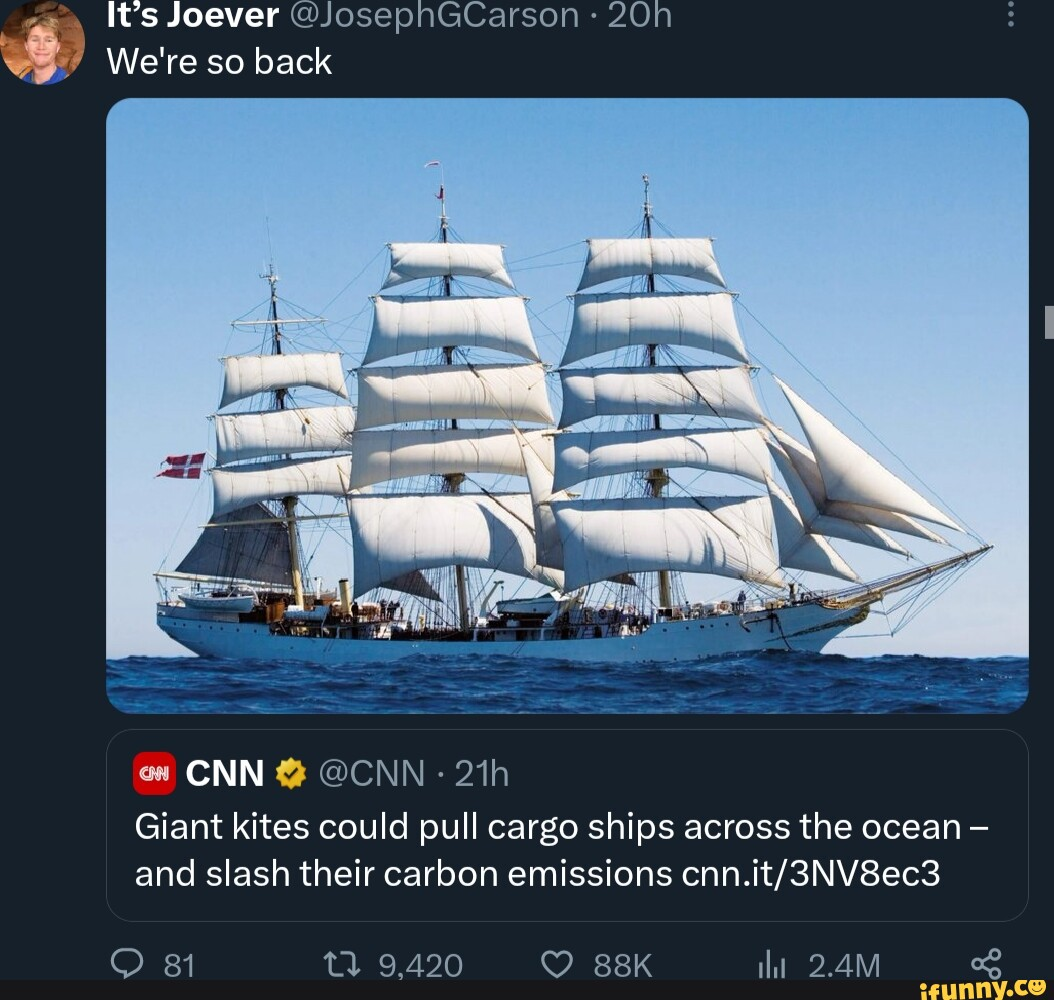 It’s Joever @JosephGCarson · 20h
We're so back
CNN CNN @CNN · 21h
Giant kites could pull cargo ships across the ocean –
and slash their carbon emissions cnn.it/3NV8ec3
81 9,420 88K 2.4M
ifunny.co